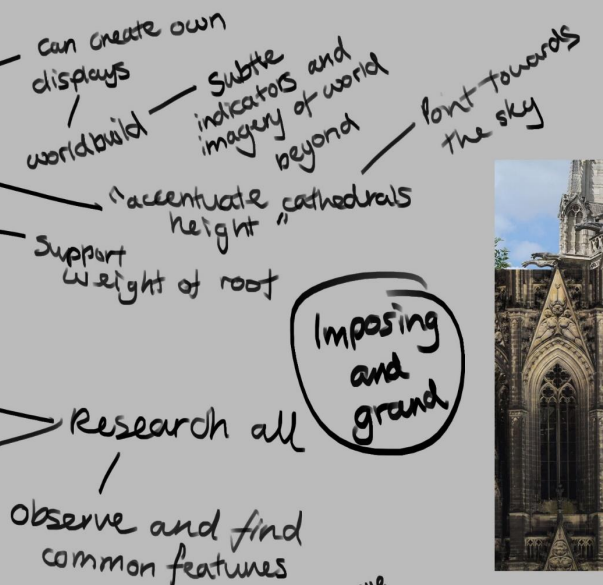 can create own
displays
worldbuild
Subtle
indicators and
imagery of world
beyond
Point towards
the sky
"accentuate cathedrals
height"
Support
weight of roof
Imposing
and
grand
Research all
Observe and find
common features